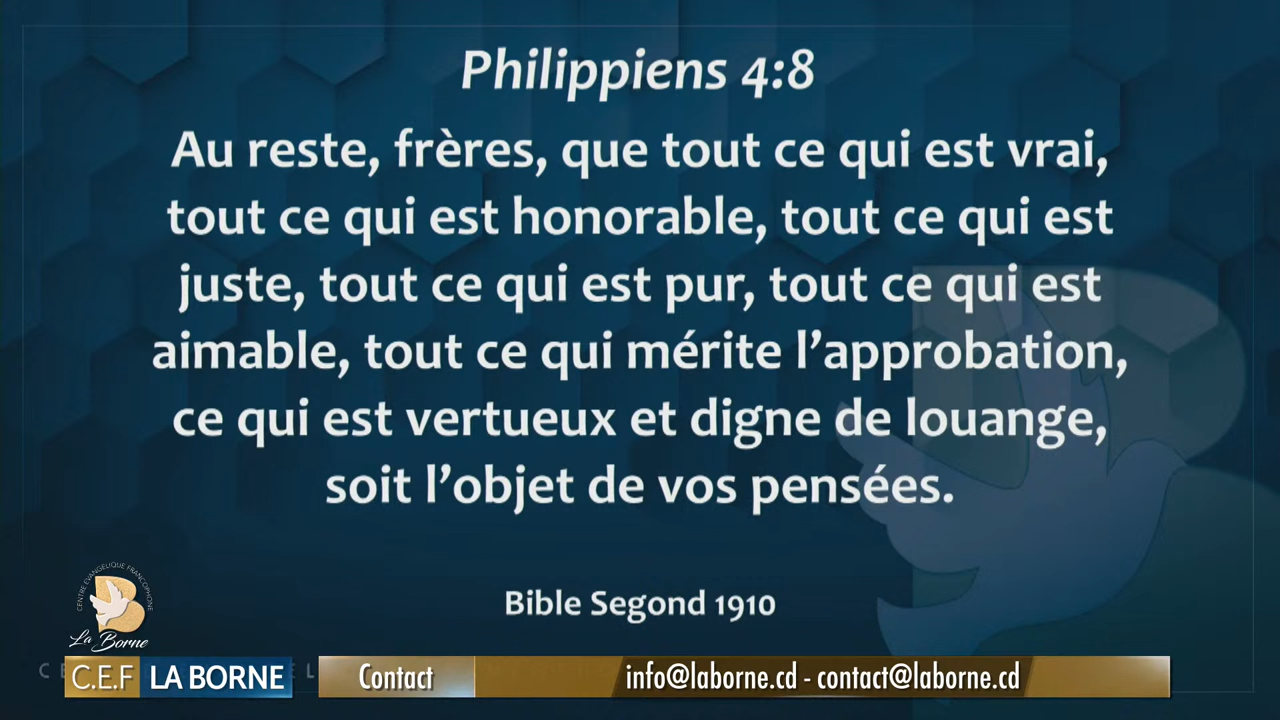 Philippiens 4:8
Au reste, frères, que tout ce qui est vrai,
tout ce qui est honorable, tout ce qui est
juste, tout ce qui est pur, tout ce qui est
aimable, tout ce qui mérite l’approbation,
ce qui est vertueux et digne de louange,
soit l’objet de vos pensées.
Bible Segond 1910
CENTRE EVANGELIQUE FRANCOPHONE
B
La Borne
C.E.F LA BORNE
Contact
info@laborne.cd - contact@laborne.cd